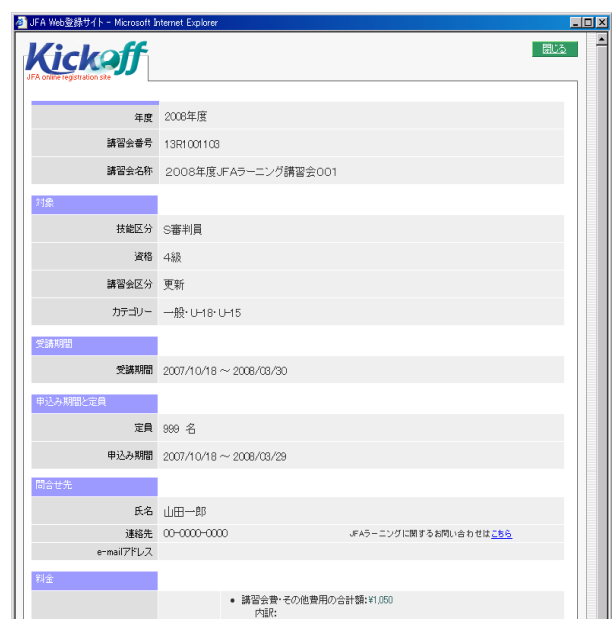 JFA Web登録サイト - Microsoft Internet Explorer
Kickoff
JFA online registration site
閉じる
年度 2008年度
講習会番号 13R1001103
講習会名称 2008年度JFAラーニング講習会001
対象
技能区分 S審判員
資格 4級
講習会区分 更新
カテゴリー 一般・U-18・U-15
受講期間
受講期間 2007/10/18 ～ 2008/03/30
申込み期間と定員
定員 999 名
申込み期間 2007/10/18 ～ 2008/03/29
問合せ先
氏名 山田一郎
連絡先 00-0000-0000 JFAラーニングに関するお問い合わせはこちら
e-mailアドレス
料金
• 講習会費・その他費用の合計額:¥1,050
内訳: